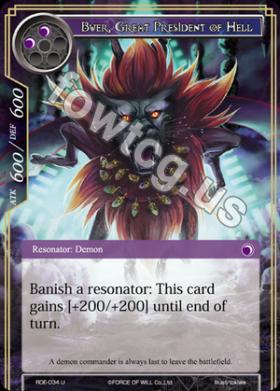 Buer, Great President of Hell
ATK 600/DEF 600
fowtcg.us
Resonator: Demon
Banish a resonator: This card
gains [+200/+200] until end of
turn.
A demon commander is always last to leave the battlefield.
RDE-034 U
©FORCE OF WILL Co.,Ltd.